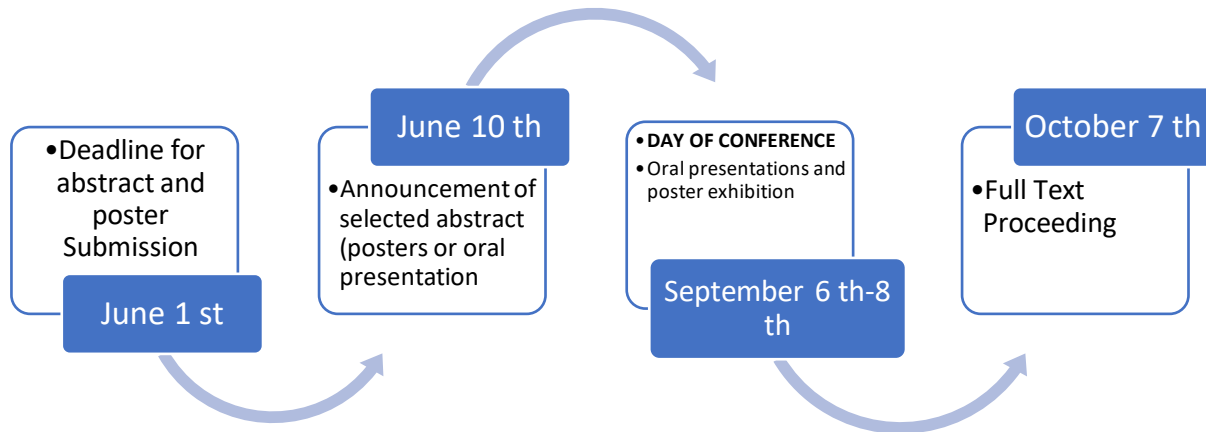 •Deadline for
abstract and
poster
Submission
June 1 st
June 10 th
•Announcement of
selected abstract
(posters or oral
presentation
•DAY OF CONFERENCE
•Oral presentations and
poster exhibition
September 6 th-8
th
October 7 th
•Full Text
Proceeding